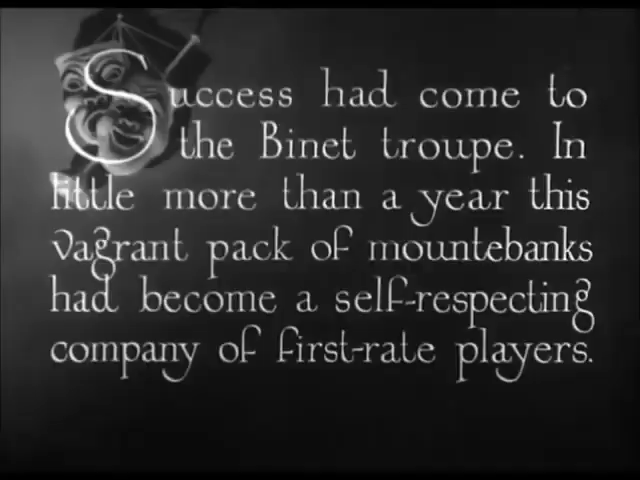 Success had come to
the Binet troupe. In
little more than a year this
vagrant pack of mountebanks
had become a self-respecting
company of first-rate players.